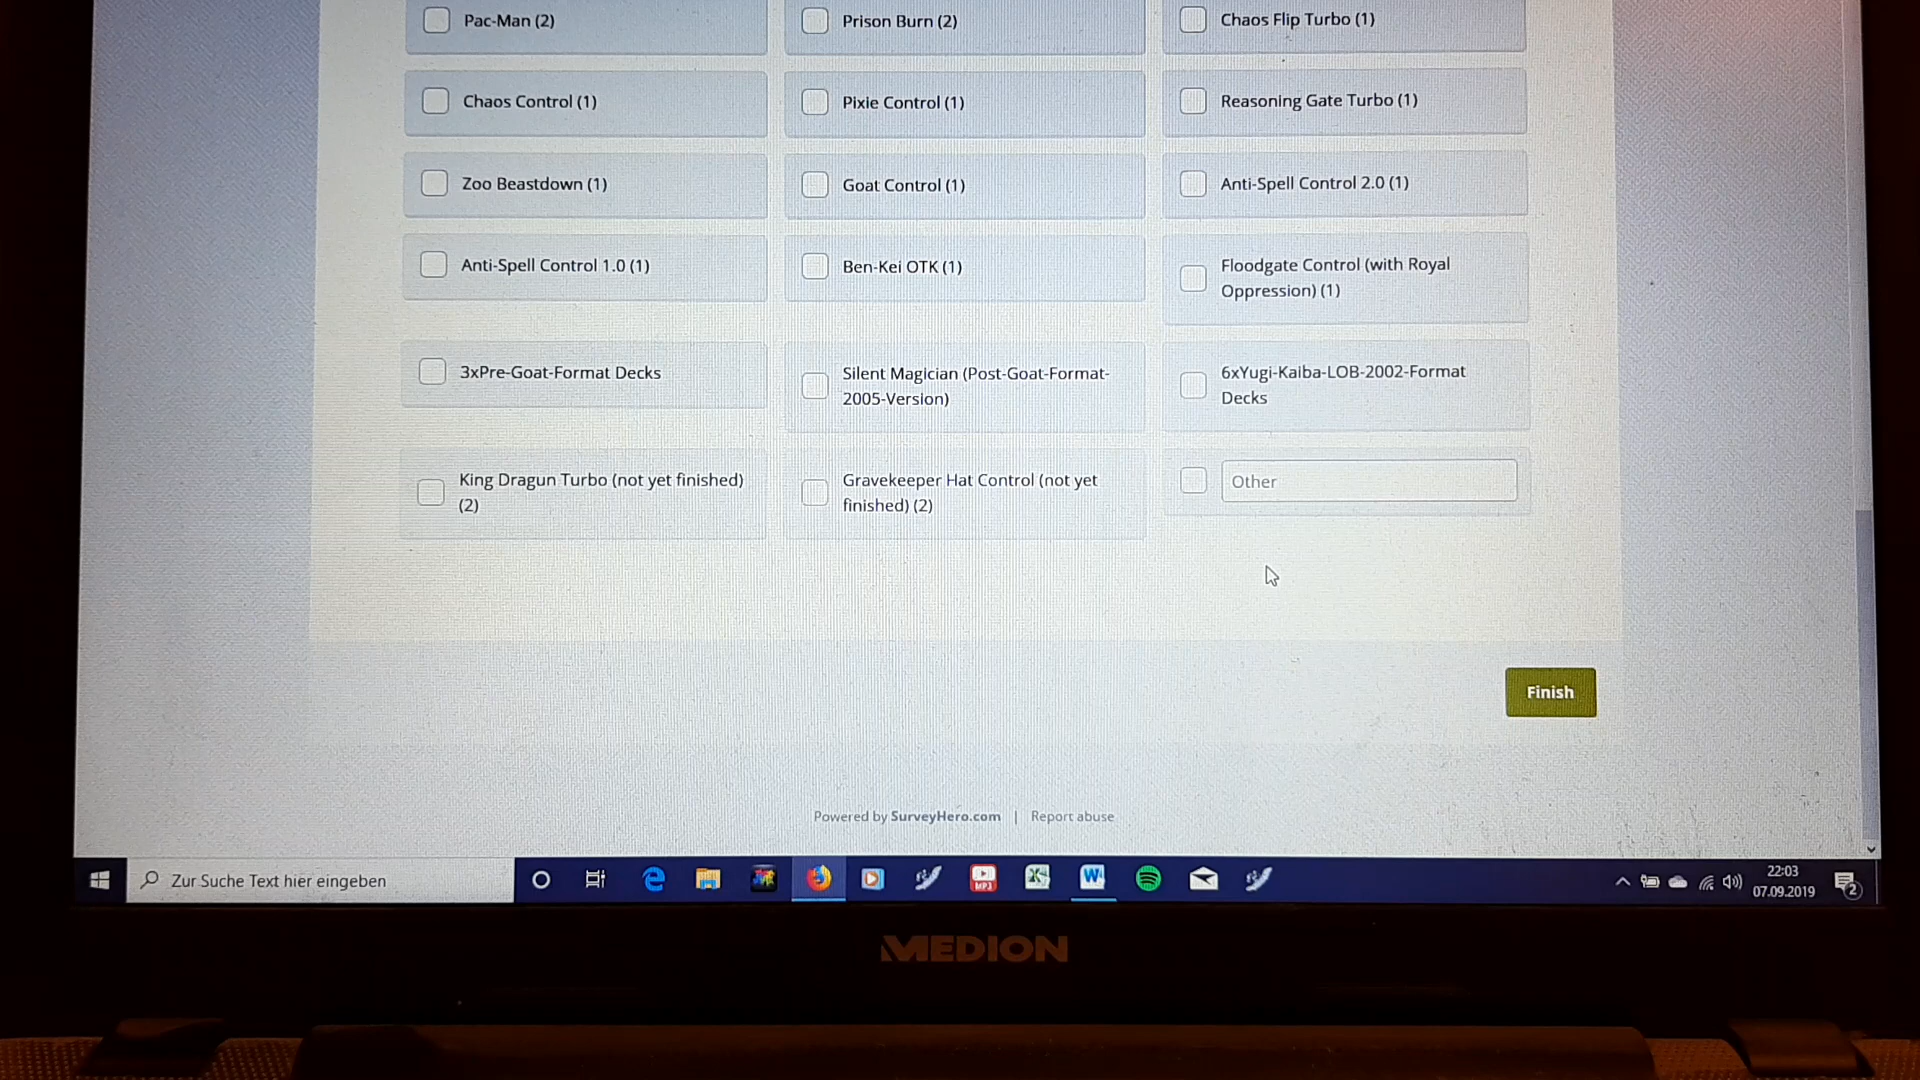 Pac-Man (2)
Prison Burn (2)
Chaos Flip Turbo (1)
Chaos Control (1)
Pixie Control (1)
Reasoning Gate Turbo (1)
Zoo Beastdown (1)
Goat Control (1)
Anti-Spell Control 2.0 (1)
Anti-Spell Control 1.0 (1)
Ben-Kei OTK (1)
Floodgate Control (with Royal
Oppression) (1)
3xPre-Goat-Format Decks
Silent Magician (Post-Goat-Format-
2005-Version)
6xYugi-Kaiba-LOB-2002-Format
Decks
King Dragun Turbo (not yet finished)
(2)
Gravekeeper Hat Control (not yet
finished) (2)
Other
Finish
Powered by SurveyHero.com | Report abuse
Zur Suche Text hier eingeben
MP3
22:03
07.09.2019
2
MEDION